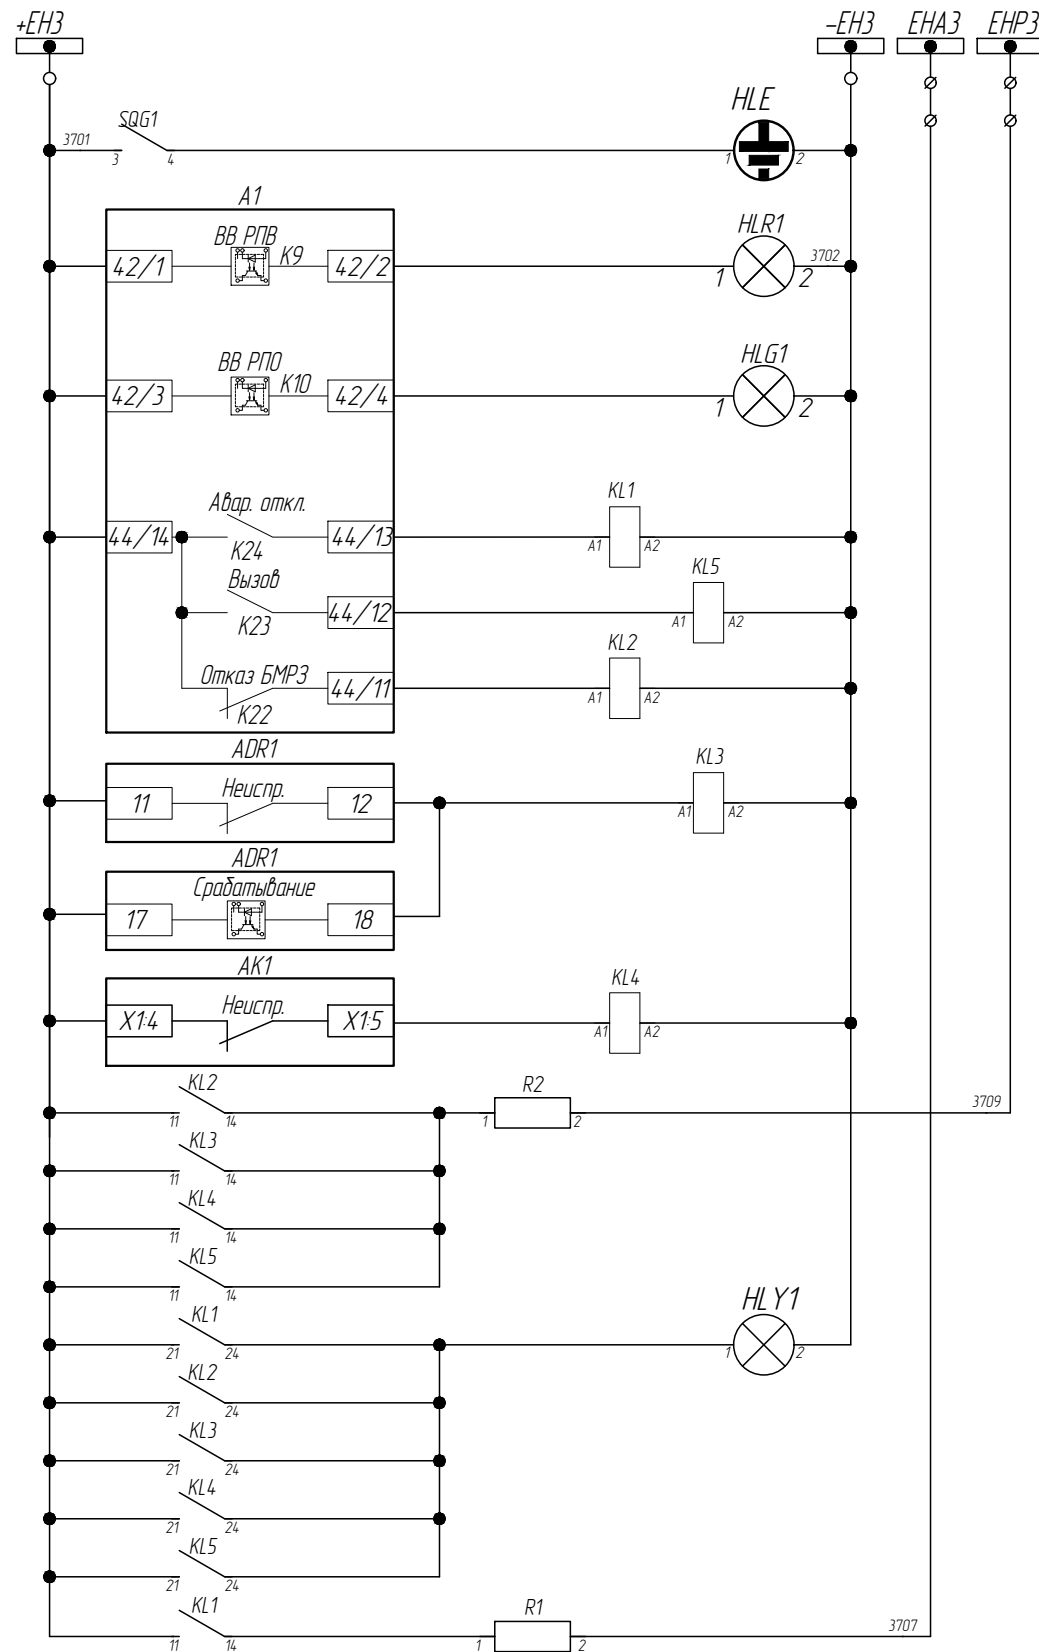 +EH3 -EH3 EHA3 EHP3
HLE
SQG1
3701
3 4 1 2
A1
ВВ РПВ HLR1
42/1 K9 42/2 3702
1 2
ВВ РПО HLG1
42/3 K10 42/4
1 2
Авар. откл. KL1
44/14 44/13
K24 A1 A2
Вызов KL5
44/12
K23 A1 A2
Отказ БМРЗ KL2
44/11
K22 A1 A2
ADR1
Неиспр. KL3
11 12
A1 A2
ADR1
Срабатывание
17 18
AK1
Неиспр. KL4
X1:4 X1:5
A1 A2
KL2 R2
3709
11 14 1 2
KL3
11 14
KL4
11 14
KL5
11 14
KL1 HLY1
21 24 1 2
KL2
21 24
KL3
21 24
KL4
21 24
KL5
21 24
KL1 R1
3707
11 14 1 2